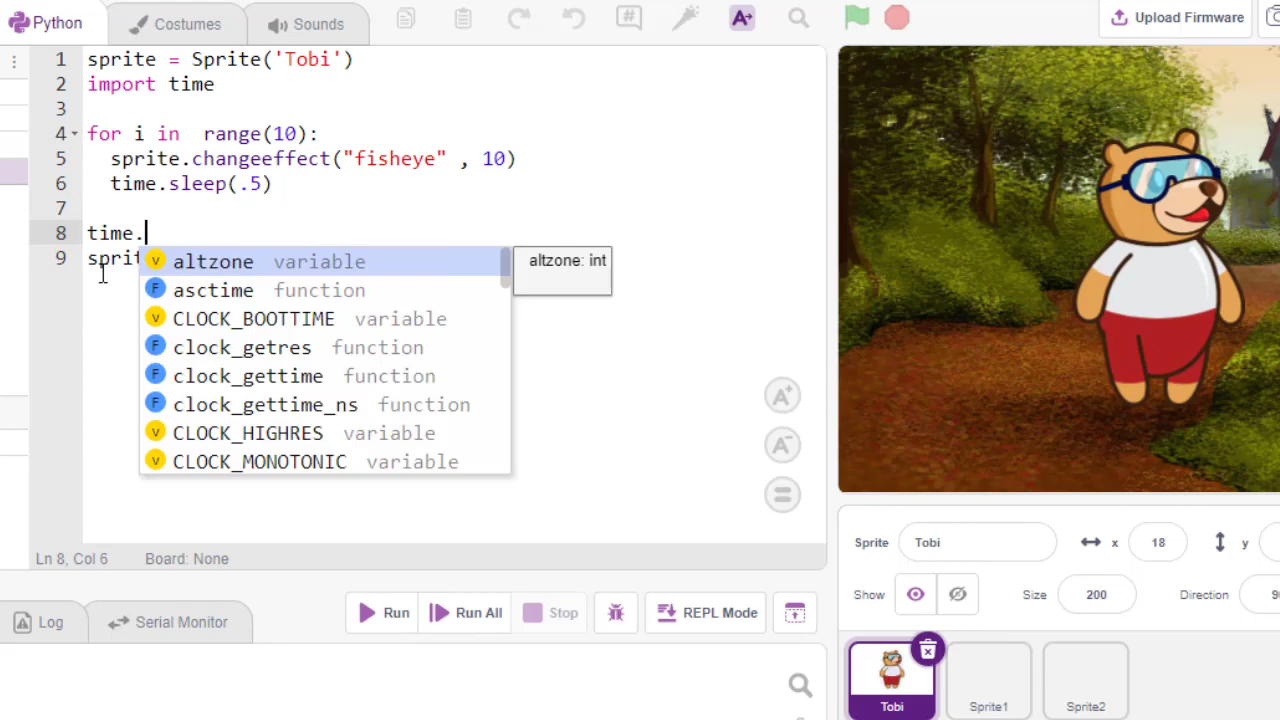 Python
Costumes
Sounds
Upload Firmware
1 sprite = Sprite('Tobi')
2 import time
3
4 for i in  range(10):
5   sprite.changeeffect("fisheye" , 10)
6   time.sleep(.5)
7
8 time.
9 sprit
altzone variable
altzone: int
asctime function
CLOCK_BOOTTIME variable
clock_getres function
clock_gettime function
clock_gettime_ns function
CLOCK_HIGHRES variable
CLOCK_MONOTONIC variable
Ln 8, Col 6 Board: None
Log
Serial Monitor
Run
Run All
Stop
REPL Mode
Sprite Tobi x 18 y
Show Size 200 Direction
Tobi
Sprite1
Sprite2